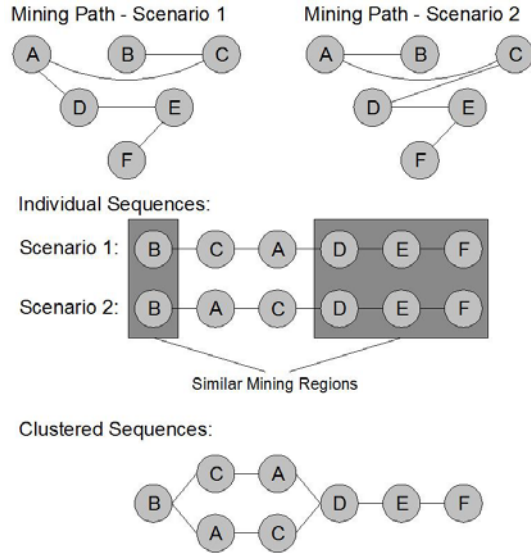 Mining Path - Scenario 1 Mining Path - Scenario 2
A B C A B C
D E D E
F F
Individual Sequences:
Scenario 1: B C A D E F
Scenario 2: B A C D E F
Similar Mining Regions
Clustered Sequences:
C A
B D E F
A C